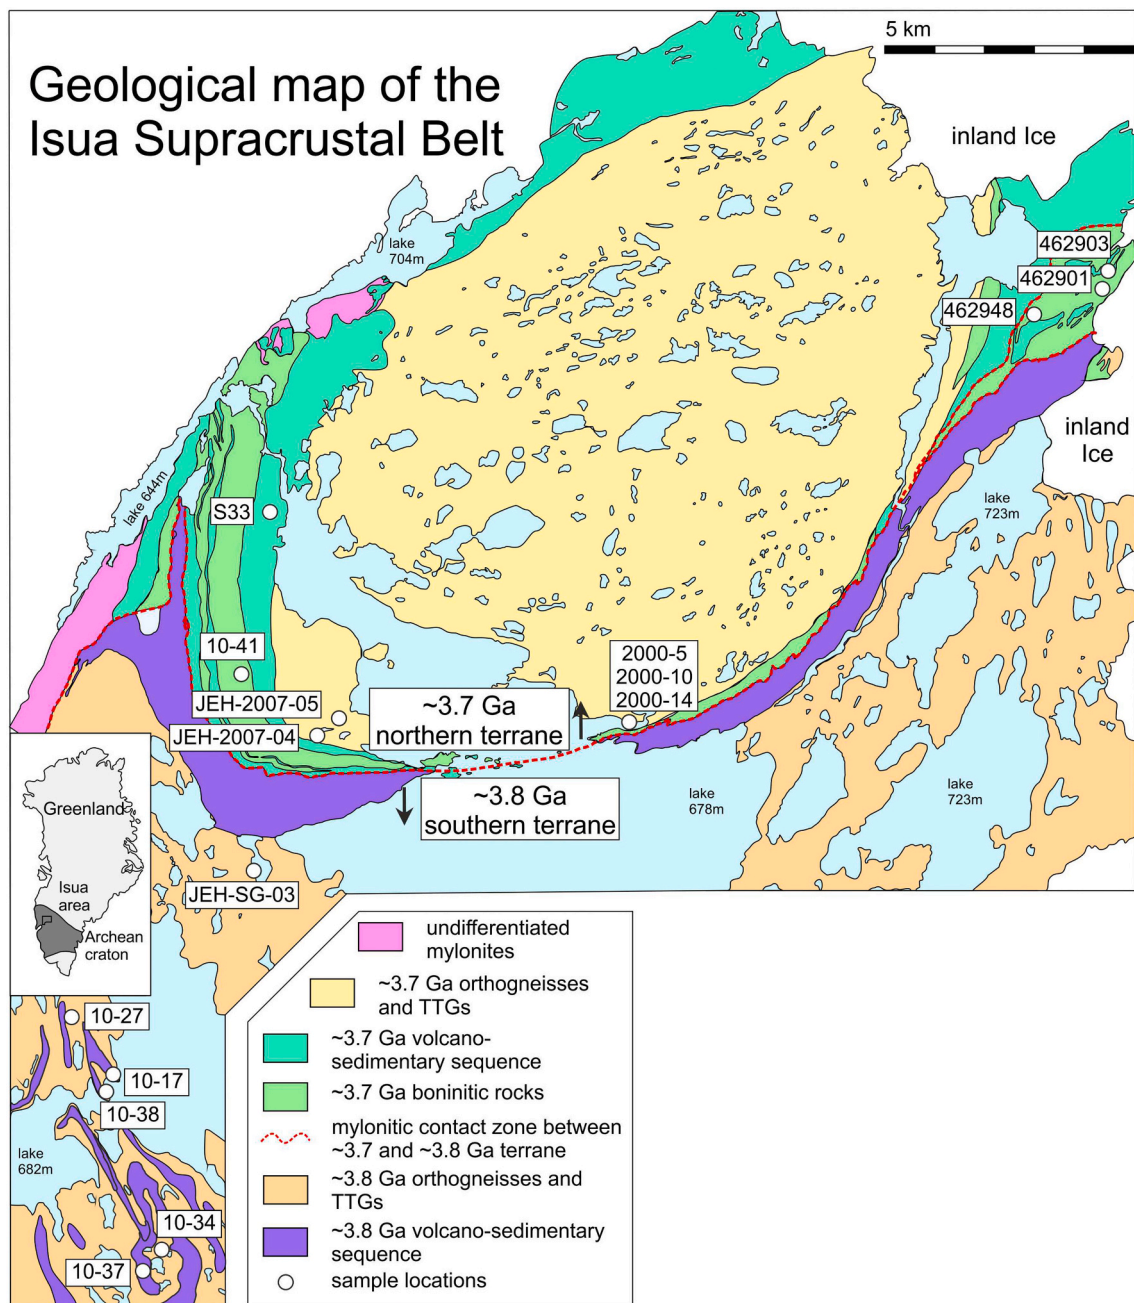 5 km
Geological map of the
Isua Supracrustal Belt
inland Ice
lake
704m
462903
462901
462948
inland
Ice
lake 644m
lake
723m
S33
10-41
2000-5
2000-10
2000-14
JEH-2007-05
JEH-2007-04
~3.7 Ga
northern terrane
~3.8 Ga
southern terrane
lake
678m
lake
723m
Greenland
Isua
area
Archean
craton
JEH-SG-03
undifferentiated
mylonites
~3.7 Ga orthogneisses
and TTGs
~3.7 Ga volcano-
sedimentary sequence
~3.7 Ga boninitic rocks
mylonitic contact zone between
~3.7 and ~3.8 Ga terrane
~3.8 Ga orthogneisses and
TTGs
~3.8 Ga volcano-sedimentary
sequence
sample locations
10-27
10-17
10-38
lake
682m
10-34
10-37